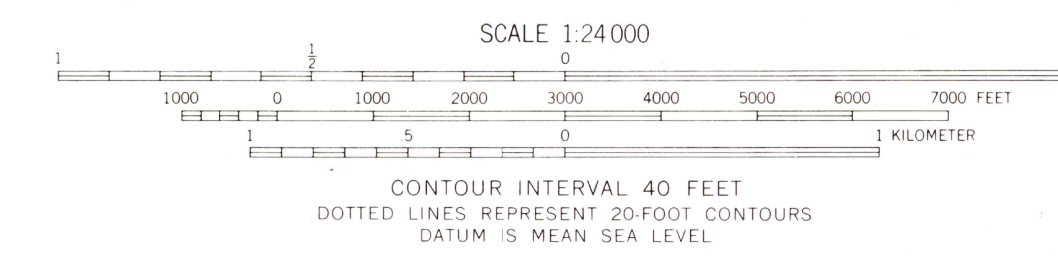 SCALE 1:24 000
1 1/2 0
1000 0 1000 2000 3000 4000 5000 6000 7000 FEET
1 .5 0 1 KILOMETER
CONTOUR INTERVAL 40 FEET
DOTTED LINES REPRESENT 20-FOOT CONTOURS
DATUM IS MEAN SEA LEVEL